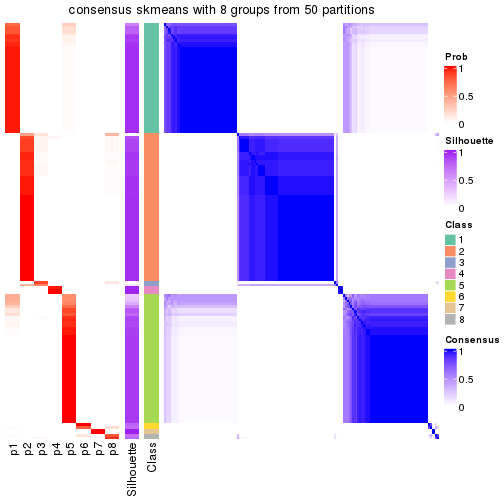 consensus skmeans with 8 groups from 50 partitions
Prob
1
0.5
0
Silhouette
1
0.5
0
Class
1
2
3
4
5
6
7
8
Consensus
1
0.5
0
p1
p2
p3
p4
p5
p6
p7
p8
Silhouette
Class